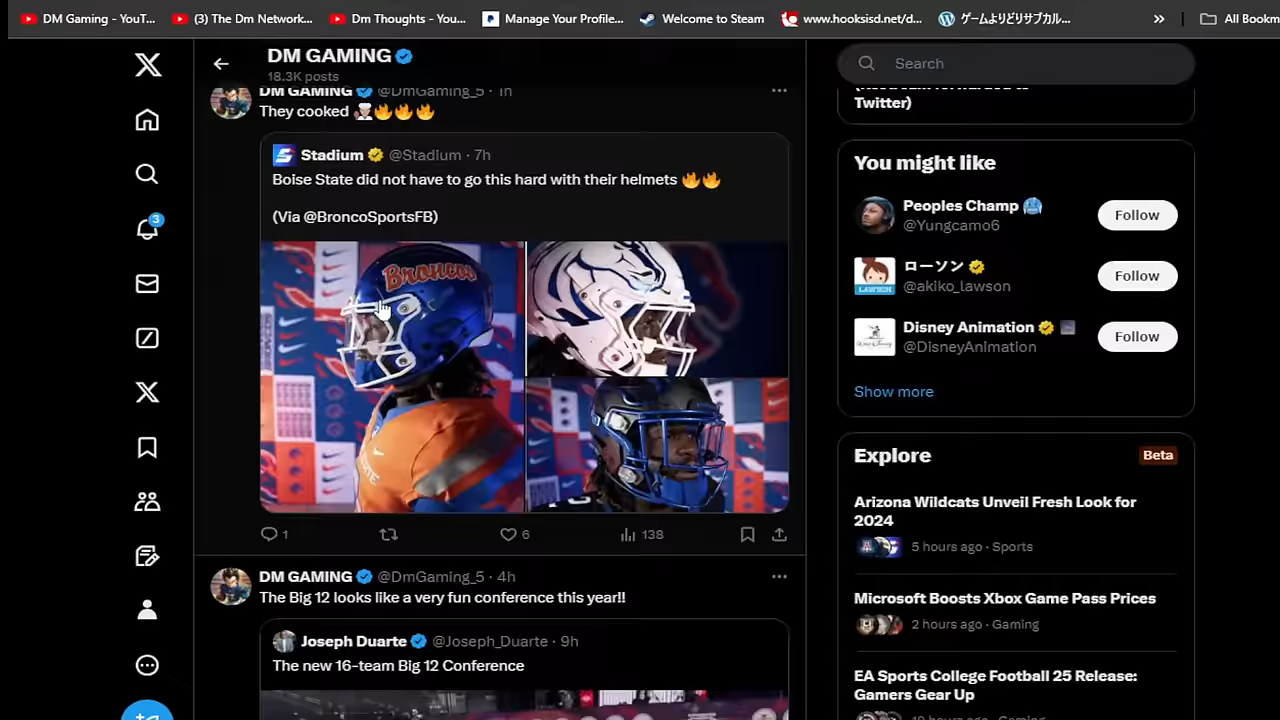 DM Gaming - YouT...
(3) The Dm Network...
Dm Thoughts - You...
Manage Your Profile...
Welcome to Steam
www.hooksisd.net/d...
ゲームよりどりサブカル...
»
All Bookm
DM GAMING
18.3K posts
DM GAMING @DmGaming_5 · 1h
They cooked 👨🏼‍🍳🔥🔥🔥
Stadium @Stadium · 7h
Boise State did not have to go this hard with their helmets 🔥🔥
(Via @BroncoSportsFB)
Broncos
1
6
138
DM GAMING @DmGaming_5 · 4h
The Big 12 looks like a very fun conference this year!!
Joseph Duarte @Joseph_Duarte · 9h
The new 16-team Big 12 Conference
3
Search
Twitter)
You might like
Peoples Champ
@Yungcamo6
Follow
ローソン
@akiko_lawson
Follow
LAWSON
Disney Animation
@DisneyAnimation
Follow
Show more
Explore
Beta
Arizona Wildcats Unveil Fresh Look for
2024
5 hours ago · Sports
Microsoft Boosts Xbox Game Pass Prices
2 hours ago · Gaming
EA Sports College Football 25 Release:
Gamers Gear Up